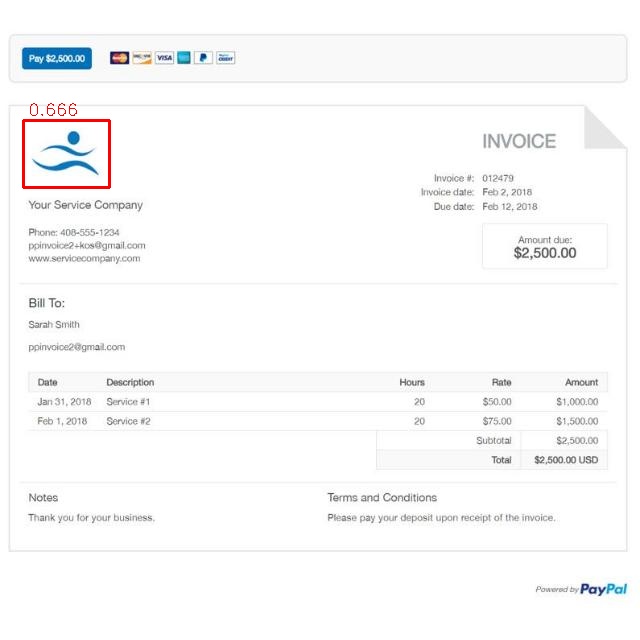 Pay $2,500.00
DISCOVER VISA CREDIT
0.666
INVOICE
Invoice #: 012479
Invoice date: Feb 2, 2018
Due date: Feb 12, 2018
Your Service Company
Phone: 408-555-1234
ppinvoice2+kos@gmail.com
www.servicecompany.com
Amount due:
$2,500.00
Bill To:
Sarah Smith
ppinvoice2@gmail.com
Date Description Hours Rate Amount
Jan 31, 2018 Service #1 20 $50.00 $1,000.00
Feb 1, 2018 Service #2 20 $75.00 $1,500.00
Subtotal $2,500.00
Total $2,500.00 USD
Notes Terms and Conditions
Thank you for your business. Please pay your deposit upon receipt of the invoice.
Powered by PayPal